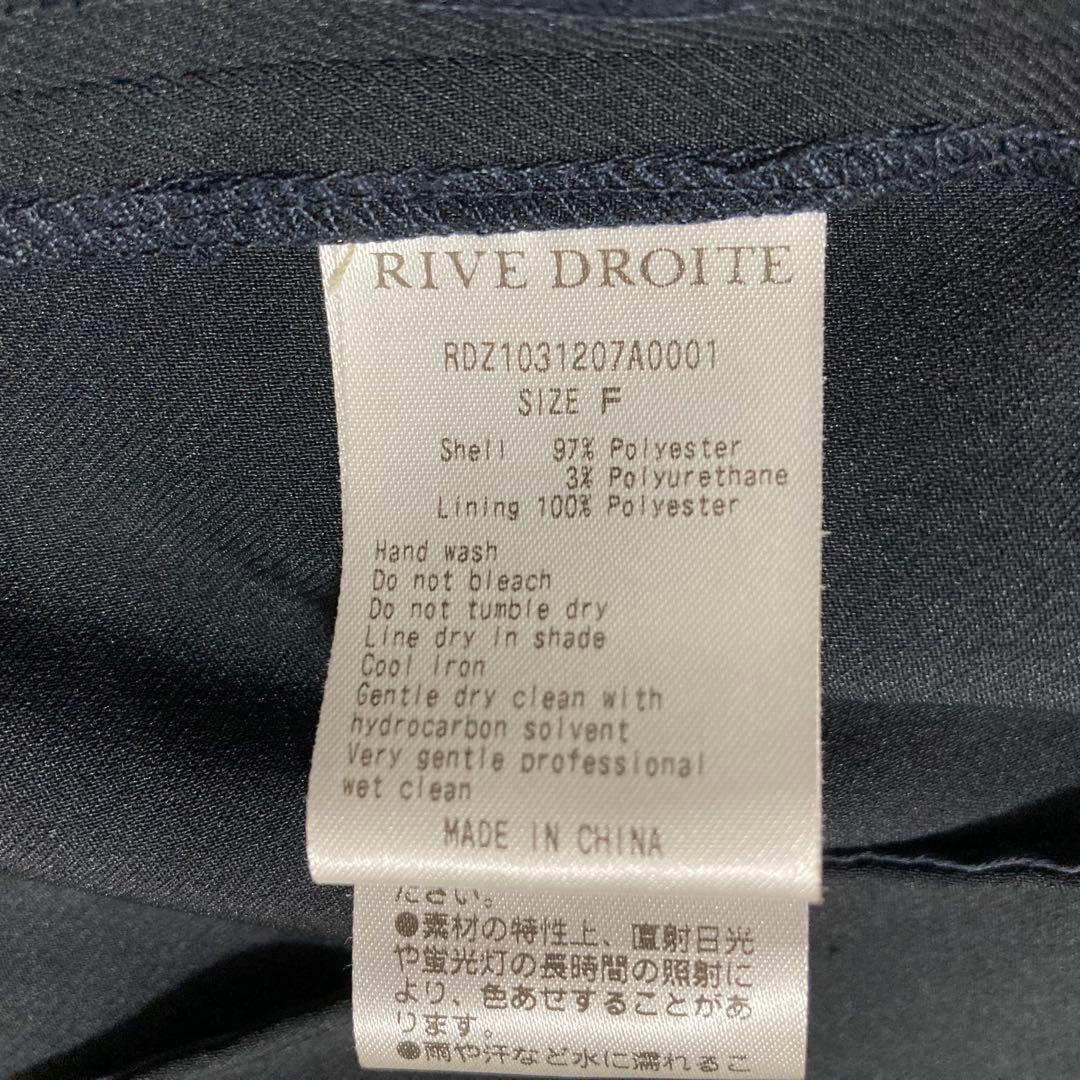 RIVE DROITE
RDZ1031207A0001
SIZE F
Shell 97% Polyester
3% Polyurethane
Lining 100% Polyester
Hand wash
Do not bleach
Do not tumble dry
Line dry in shade
Cool iron
Gentle dry clean with
hydrocarbon solvent
Very gentle professional
wet clean
MADE IN CHINA
ださい。
●素材の特性上、直射日光
や蛍光灯の長時間の照射に
より、色あせすることがあ
ります。
●雨や汗など水に濡れるこ